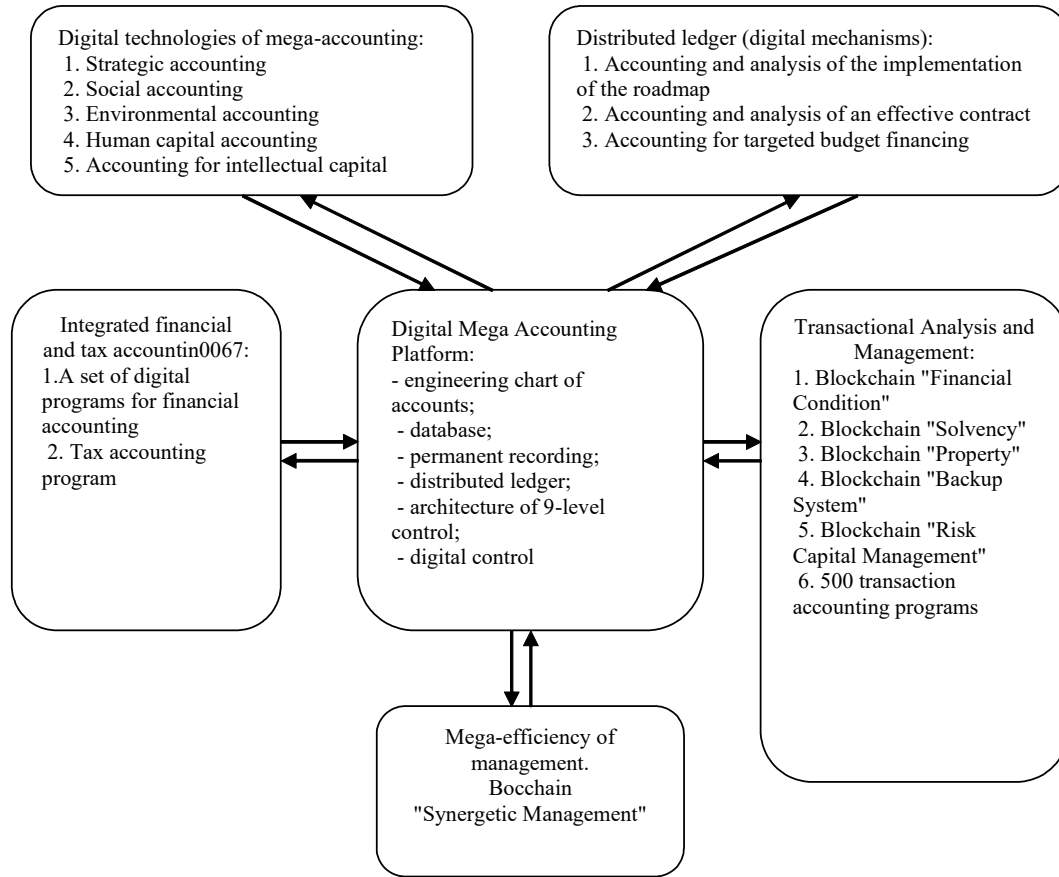 Digital technologies of mega-accounting:
1. Strategic accounting
2. Social accounting
3. Environmental accounting
4. Human capital accounting
5. Accounting for intellectual capital
Distributed ledger (digital mechanisms):
1. Accounting and analysis of the implementation
of the roadmap
2. Accounting and analysis of an effective contract
3. Accounting for targeted budget financing
Integrated financial
and tax accountin0067:
1.A set of digital
programs for financial
accounting
2. Tax accounting
program
Digital Mega Accounting
Platform:
- engineering chart of
accounts;
- database;
- permanent recording;
- distributed ledger;
- architecture of 9-level
control;
- digital control
Transactional Analysis and
Management:
1. Blockchain "Financial
Condition"
2. Blockchain "Solvency"
3. Blockchain "Property"
4. Blockchain "Backup
System"
5. Blockchain "Risk
Capital Management"
6. 500 transaction
accounting programs
Mega-efficiency of
management.
Bocchain
"Synergetic Management"